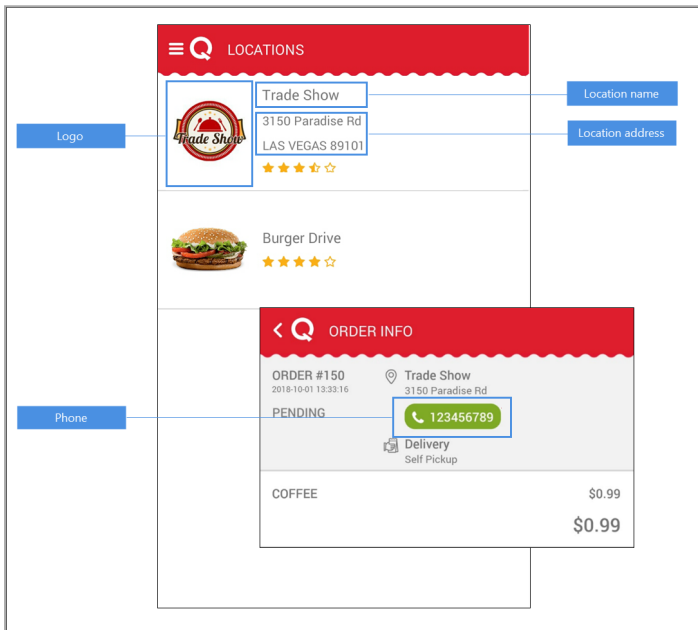 Q LOCATIONS
Trade Show
Location name
Logo
Trade Show
3150 Paradise Rd
LAS VEGAS 89101
Location address
Burger Drive
Q ORDER INFO
ORDER #150
2018-10-01 13:33:16
PENDING
Trade Show
3150 Paradise Rd
Phone
123456789
Delivery
Self Pickup
COFFEE
$0.99
$0.99